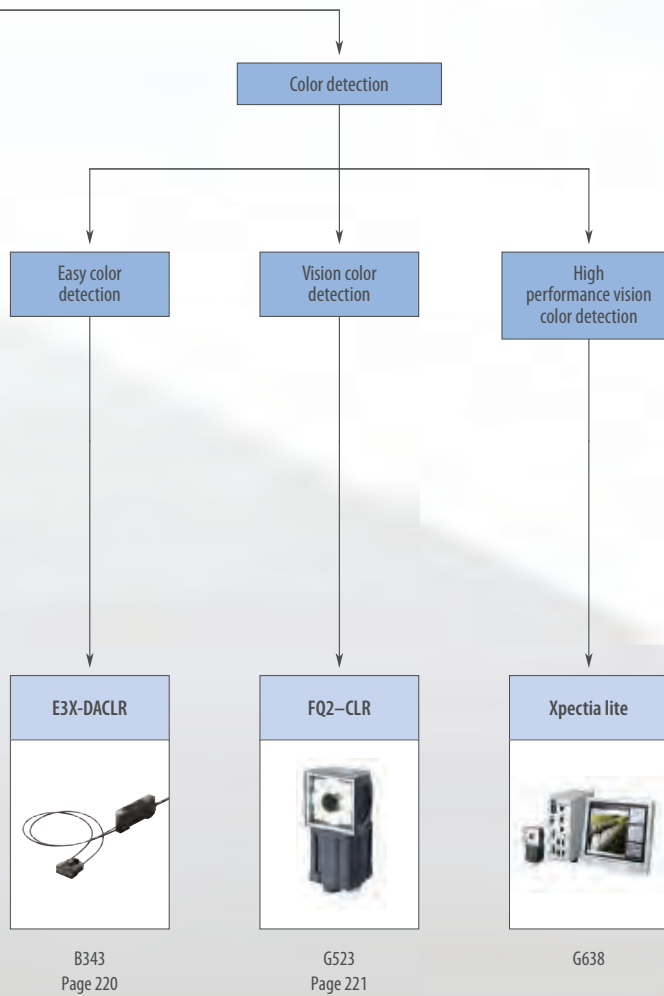 Color detection
Easy color
detection
Vision color
detection
High
performance vision
color detection
E3X-DACLR
FQ2–CLR
Xpectia lite
B343
Page 220
G523
Page 221
G638